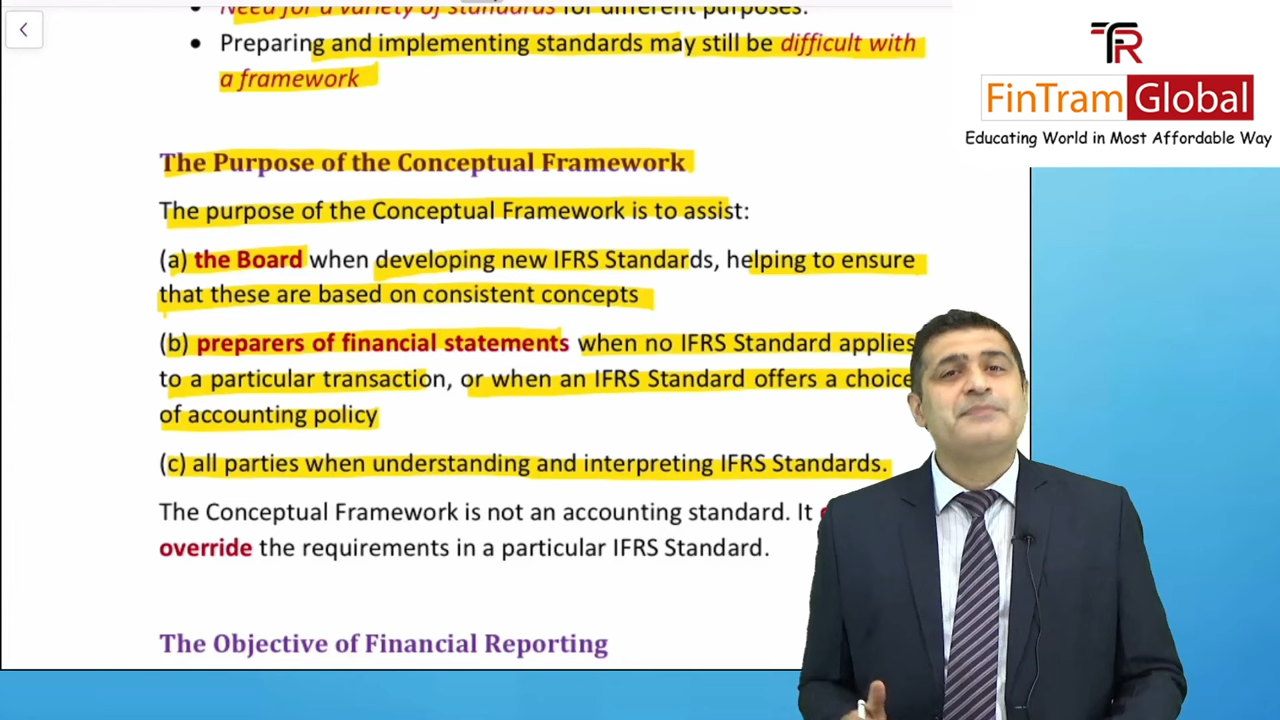 Need for a variety of standards for different purposes.
Preparing and implementing standards may still be difficult with
a framework
The Purpose of the Conceptual Framework
The purpose of the Conceptual Framework is to assist:
(a) the Board when developing new IFRS Standards, helping to ensure
that these are based on consistent concepts
(b) preparers of financial statements when no IFRS Standard applies
to a particular transaction, or when an IFRS Standard offers a choice
of accounting policy
(c) all parties when understanding and interpreting IFRS Standards.
The Conceptual Framework is not an accounting standard. It
override the requirements in a particular IFRS Standard.
The Objective of Financial Reporting
TR
FinTram Global
Educating World in Most Affordable Way